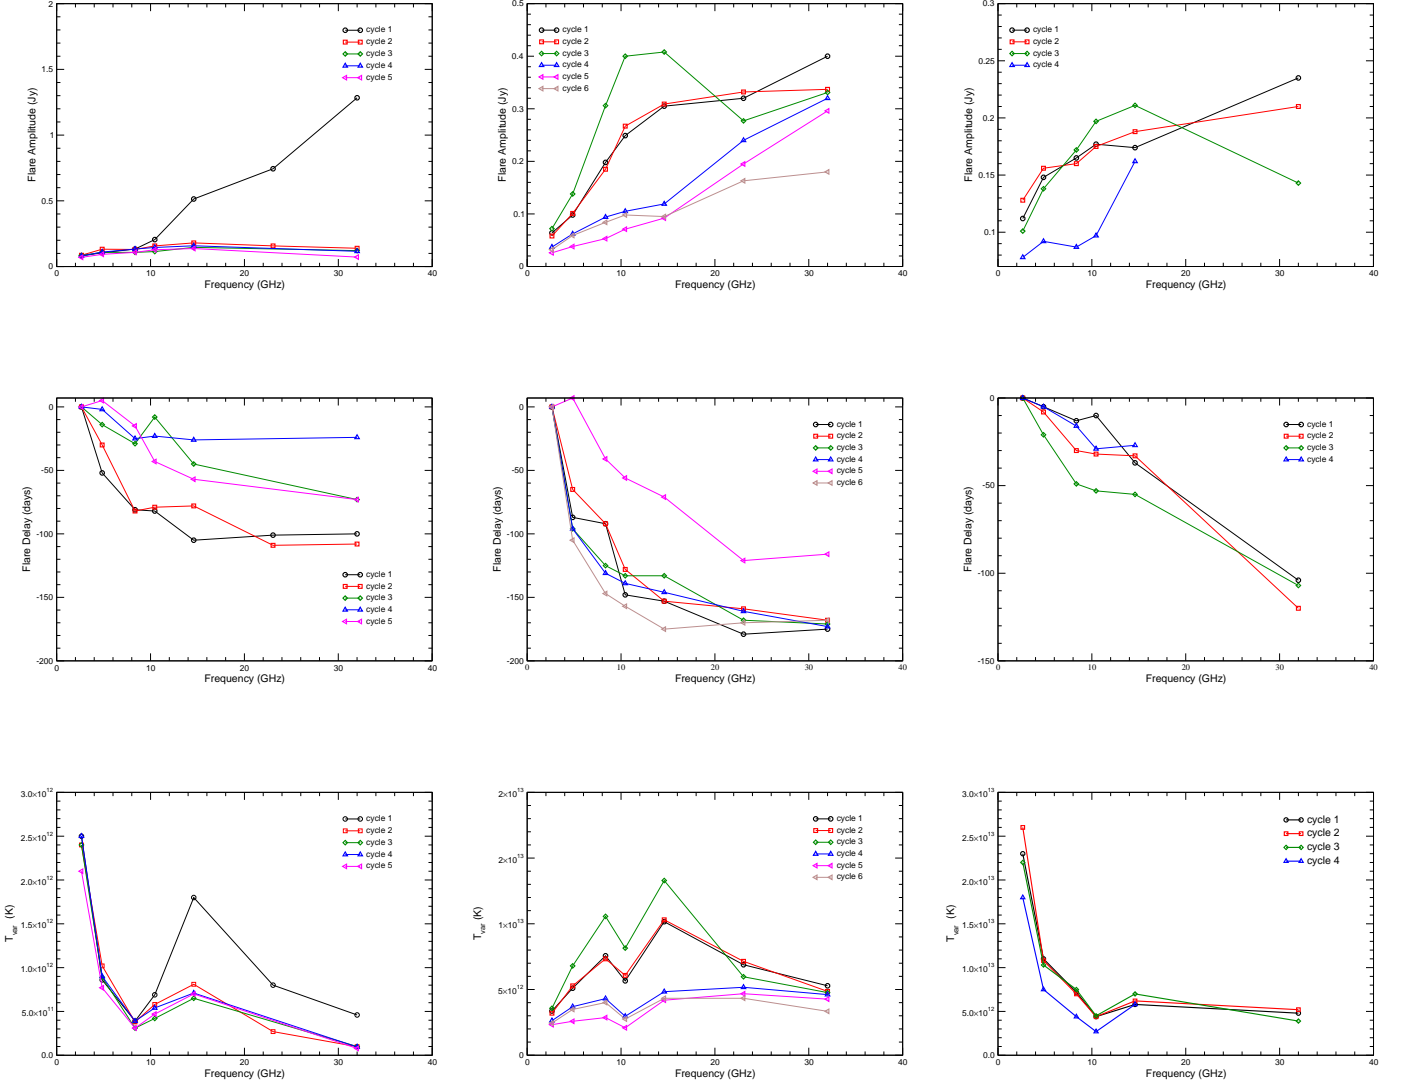 2
1.5
1
0.5
0
0 10 20 30 40
Flare Amplitude (Jy)
Frequency (GHz)
cycle 1
cycle 2
cycle 3
cycle 4
cycle 5
0.5
0.4
0.3
0.2
0.1
0
0 10 20 30 40
Flare Amplitude (Jy)
Frequency (GHz)
cycle 1
cycle 2
cycle 3
cycle 4
cycle 5
cycle 6
0.3
0.25
0.2
0.15
0.1
0 10 20 30 40
Flare Amplitude (Jy)
Frequency (GHz)
cycle 1
cycle 2
cycle 3
cycle 4
0
-50
-100
-150
-200
0 10 20 30 40
Flare Delay (days)
Frequency (GHz)
cycle 1
cycle 2
cycle 3
cycle 4
cycle 5
0
-50
-100
-150
-200
0 10 20 30 40
Flare Delay (days)
Frequency (GHz)
cycle 1
cycle 2
cycle 3
cycle 4
cycle 5
cycle 6
0
-50
-100
-150
0 10 20 30 40
Flare Delay (days)
Frequency (GHz)
cycle 1
cycle 2
cycle 3
cycle 4
3.0×10¹²
2.5×10¹²
2.0×10¹²
1.5×10¹²
1.0×10¹²
5.0×10¹¹
0.0
0 10 20 30 40
T_var (K)
Frequency (GHz)
cycle 1
cycle 2
cycle 3
cycle 4
cycle 5
2×10¹³
2×10¹³
1×10¹³
5×10¹²
0
0 10 20 30 40
T_var (K)
Frequency (GHz)
cycle 1
cycle 2
cycle 3
cycle 4
cycle 5
cycle 6
3.0×10¹³
2.5×10¹³
2.0×10¹³
1.5×10¹³
1.0×10¹³
5.0×10¹²
0.0
0 10 20 30 40
T_var (K)
Frequency (GHz)
cycle 1
cycle 2
cycle 3
cycle 4